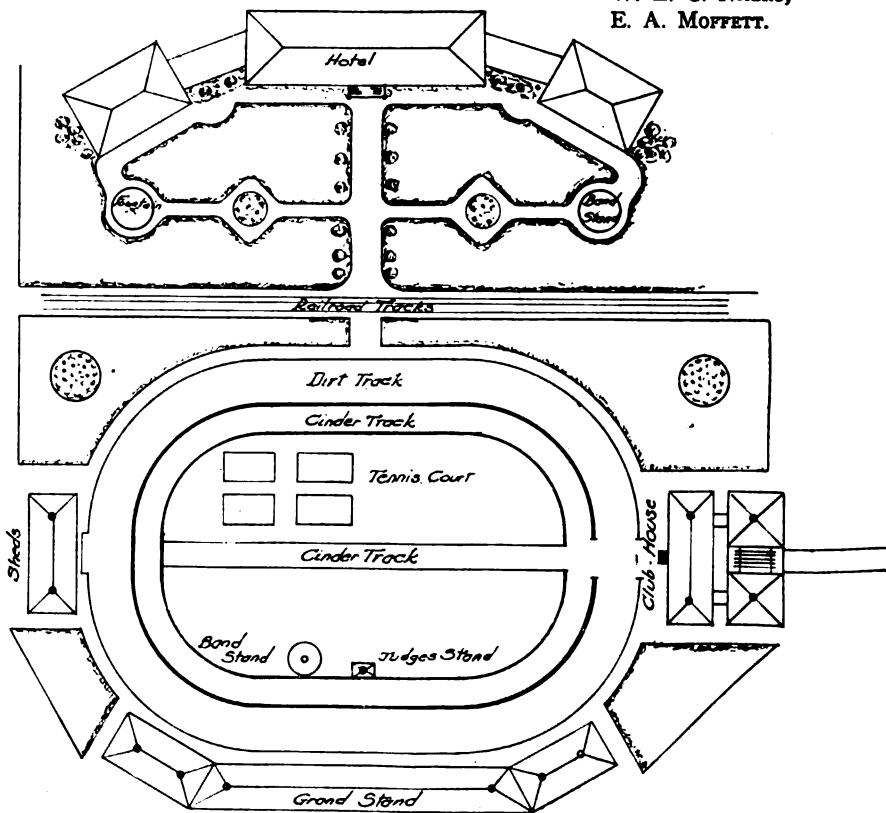 E. A. MOFFETT.
Hotel
Band
Stand
Railroad Tracks
Dirt Track
Cinder Track
Tennis Court
Sheds
Cinder Track
Club-House
Band
Stand
Judges Stand
Grand Stand